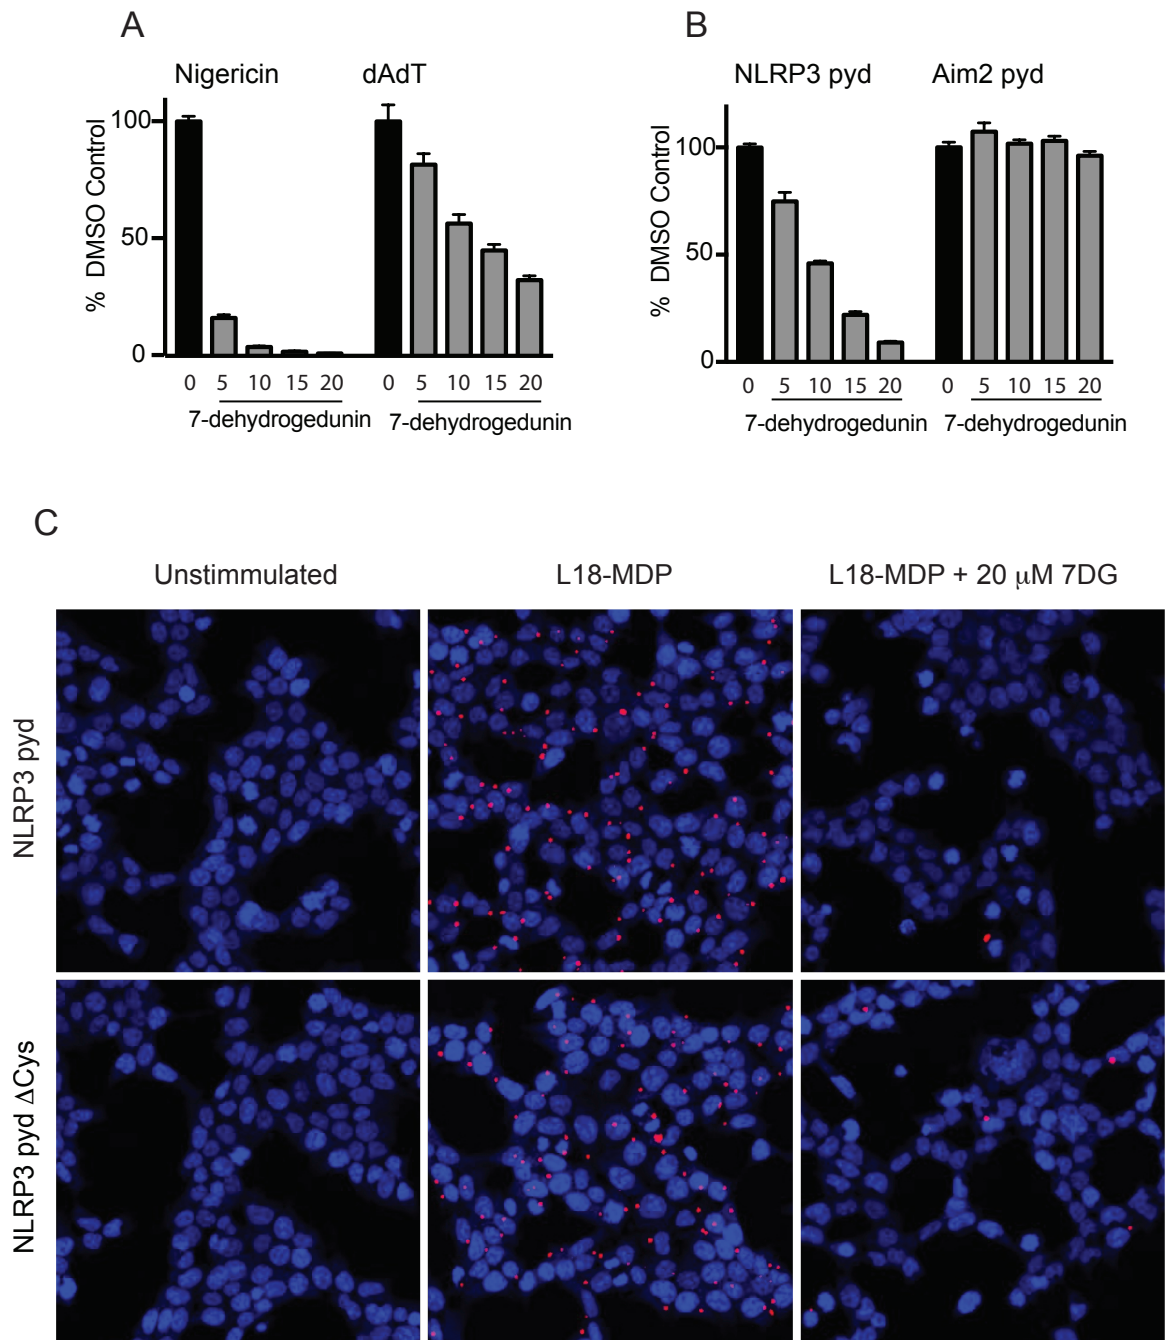 A
Nigericin
dAdT
% DMSO Control
100
50
0
0 5 10 15 20
7-dehydrogedunin
0 5 10 15 20
7-dehydrogedunin
B
NLRP3 pyd
Aim2 pyd
% DMSO Control
100
50
0
0 5 10 15 20
7-dehydrogedunin
0 5 10 15 20
7-dehydrogedunin
C
Unstimmulated
L18-MDP
L18-MDP + 20 μM 7DG
NLRP3 pyd
NLRP3 pyd ΔCys